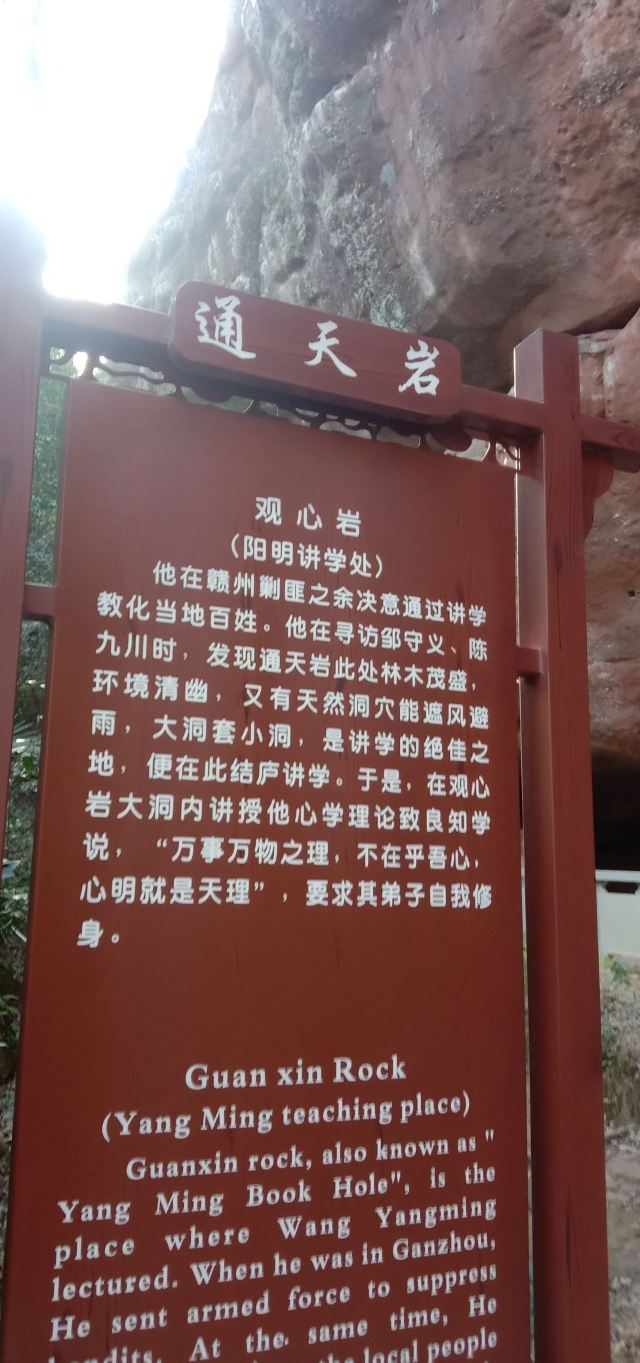 通天岩
观心岩
(阳明讲学处)
他在赣州剿匪之余决意通过讲学
教化当地百姓。他在寻访邹守义、陈
九川时，发现通天岩此处林木茂盛，
环境清幽，又有天然洞穴能遮风避
雨，大洞套小洞，是讲学的绝佳之
地，便在此结庐讲学。于是，在观心
岩大洞内讲授他心学理论致良知学
说，“万事万物之理，不在乎吾心，
心明就是天理”，要求其弟子自我修
身。
Guan xin Rock
(Yang Ming teaching place)
Guanxin rock, also known as "
Yang Ming Book Hole", is the
place where Wang Yangming
lectured. When he was in Ganzhou,
He sent armed force to suppress
bandits. At the same time, He
the local people